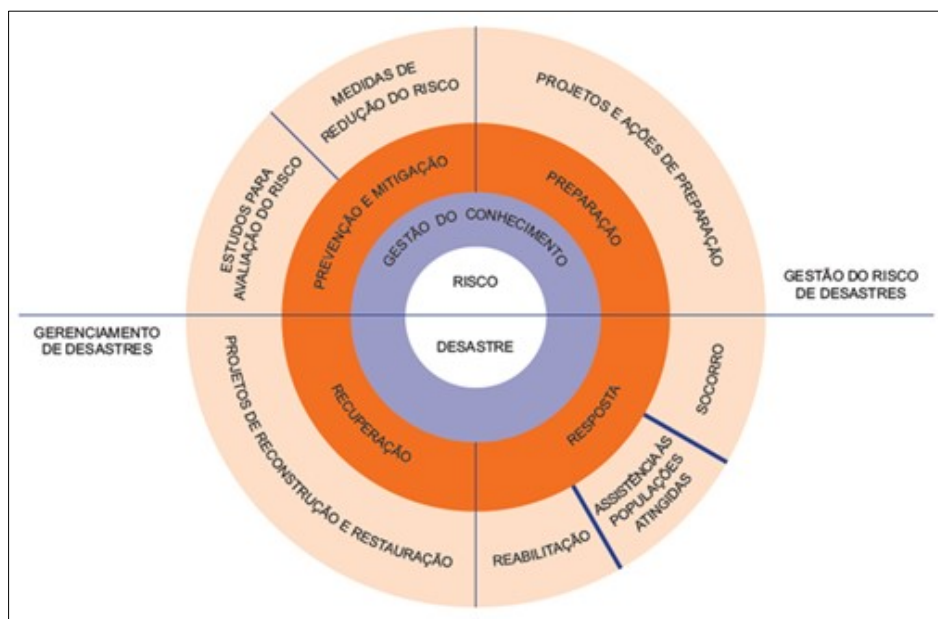 MEDIDAS DE
REDUÇÃO DO RISCO
PROJETOS E AÇÕES DE PREPARAÇÃO
ESTUDOS PARA
AVALIAÇÃO DO RISCO
PREVENÇÃO E MITIGAÇÃO
PREPARAÇÃO
GESTÃO DO CONHECIMENTO
RISCO
GESTÃO DO RISCO
DE DESASTRES
GERENCIAMENTO
DE DESASTRES
DESASTRE
PROJETOS DE RECONSTRUÇÃO E RESTAURAÇÃO
RECUPERAÇÃO
RESPOSTA
SOCORRO
ASSISTÊNCIA ÀS
POPULAÇÕES
ATINGIDAS
REABILITAÇÃO